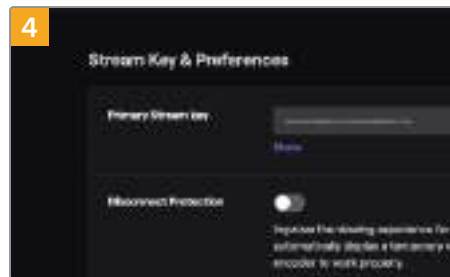 4
Stream Key & Preferences
Primary Stream key
Show
Disconnect Protection
Improve the viewing experience for
automatically display a temporary
encoder to work properly.